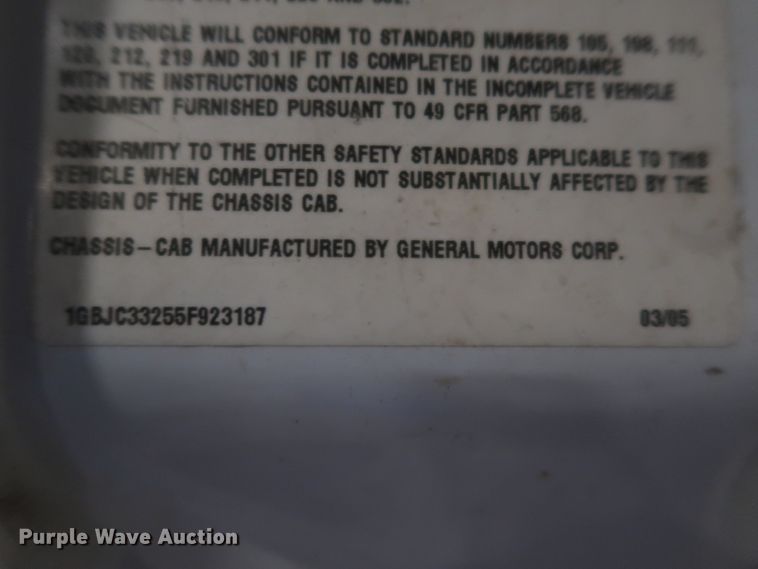 AND
THIS VEHICLE WILL CONFORM TO STANDARD NUMBERS 105,
212, 219 AND 301 IF IT IS COMPLETED IN ACCORDANCE
WITH THE INSTRUCTIONS CONTAINED IN THE INCOMPLETE VEHICLE
DOCUMENT FURNISHED PURSUANT TO 49 CFR PART 568.
CONFORMITY TO THE OTHER SAFETY STANDARDS APPLICABLE TO THIS
VEHICLE WHEN COMPLETED IS NOT SUBSTANTIALLY AFFECTED BY THE
DESIGN OF THE CHASSIS CAB.
CHASSIS-CAB MANUFACTURED BY GENERAL MOTORS CORP.
1GBJC33255F923187 03/05
Purple Wave Auction